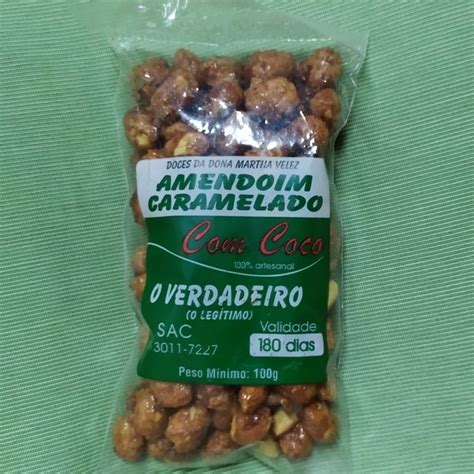 DOCES DA DONA MARTHA VELEZ
AMENDOIM
CARAMELADO
Com Coco
100% artesanal
O VERDADEIRO
(O LEGÍTIMO)
SAC
3011-7227
Validade
180 dias
Peso Mínimo: 100g